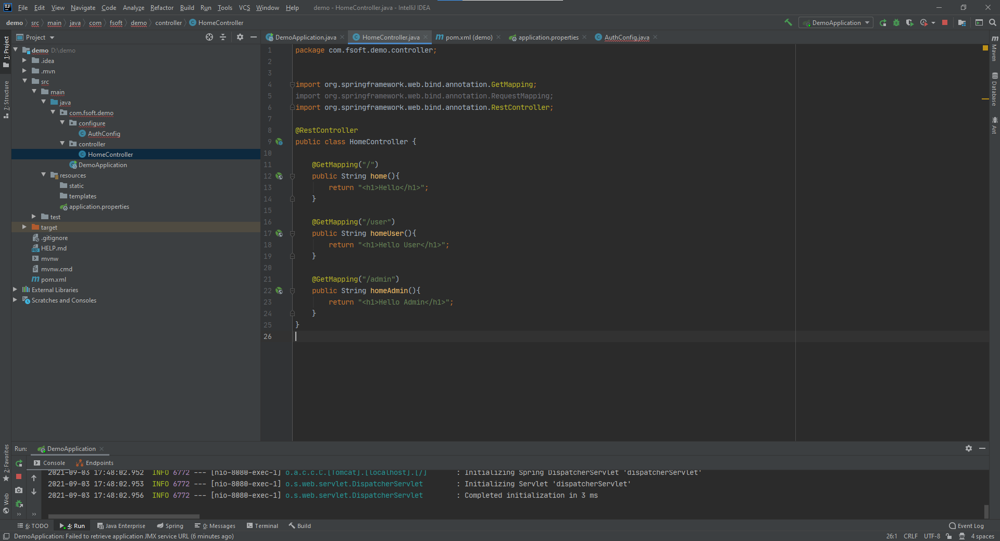 File Edit View Navigate Code Analyze Refactor Build Run Tools VCS Window Help demo - HomeController.java - IntelliJ IDEA
demo src main java com fsoft demo controller HomeController DemoApplication
Project
DemoApplication.java HomeController.java pom.xml (demo) application.properties AuthConfig.java
1: Project
7: Structure
2: Favorites
Web
demo D:\demo
.idea
.mvn
src
main
java
com.fsoft.demo
configure
AuthConfig
controller
HomeController
DemoApplication
resources
static
templates
application.properties
test
target
.gitignore
HELP.md
mvnw
mvnw.cmd
pom.xml
External Libraries
Scratches and Consoles
1 package com.fsoft.demo.controller;
2
3
4 import org.springframework.web.bind.annotation.GetMapping;
5 import org.springframework.web.bind.annotation.RequestMapping;
6 import org.springframework.web.bind.annotation.RestController;
7
8 @RestController
9 public class HomeController {
10
11 @GetMapping("/")
12 public String home(){
13 return "<h1>Hello</h1>";
14 }
15
16 @GetMapping("/user")
17 public String homeUser(){
18 return "<h1>Hello User</h1>";
19 }
20
21 @GetMapping("/admin")
22 public String homeAdmin(){
23 return "<h1>Hello Admin</h1>";
24 }
25 }
26
Maven
Database
Ant
Run: DemoApplication
Console Endpoints
2021-09-03 17:48:02.952 INFO 6772 --- [nio-8080-exec-1] o.a.c.c.C.[Tomcat].[localhost].[/] : Initializing Spring DispatcherServlet 'dispatcherServlet'
2021-09-03 17:48:02.953 INFO 6772 --- [nio-8080-exec-1] o.s.web.servlet.DispatcherServlet : Initializing Servlet 'dispatcherServlet'
2021-09-03 17:48:02.956 INFO 6772 --- [nio-8080-exec-1] o.s.web.servlet.DispatcherServlet : Completed initialization in 3 ms
6: TODO 4: Run Java Enterprise Spring 0: Messages Terminal Build Event Log
DemoApplication: Failed to retrieve application JMX service URL (6 minutes ago) 26:1 CRLF UTF-8 4 spaces